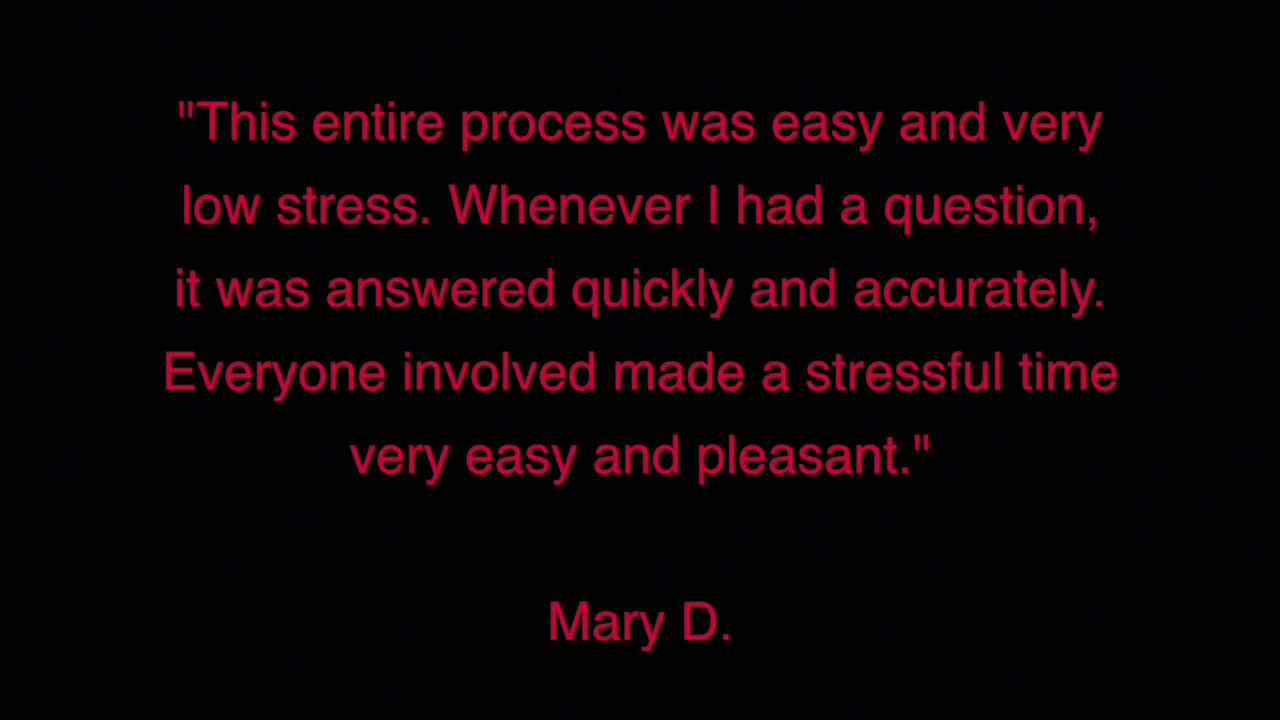 "This entire process was easy and very
low stress. Whenever I had a question,
it was answered quickly and accurately.
Everyone involved made a stressful time
very easy and pleasant."
Mary D.